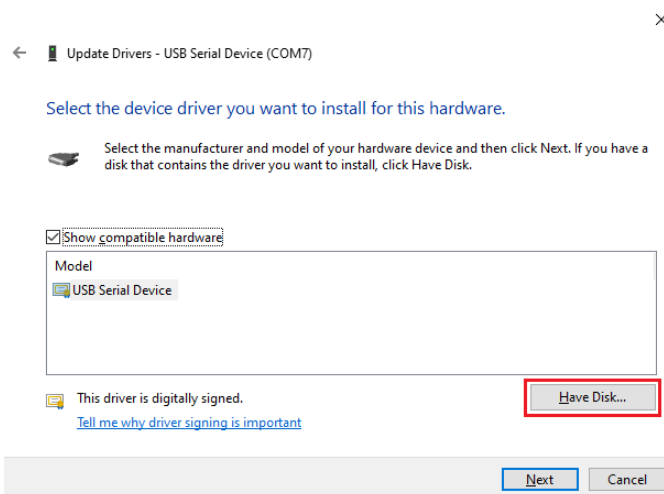 Update Drivers - USB Serial Device (COM7)
Select the device driver you want to install for this hardware.
Select the manufacturer and model of your hardware device and then click Next. If you have a
disk that contains the driver you want to install, click Have Disk.
Show compatible hardware
Model
USB Serial Device
This driver is digitally signed.
Have Disk...
Tell me why driver signing is important
Next
Cancel